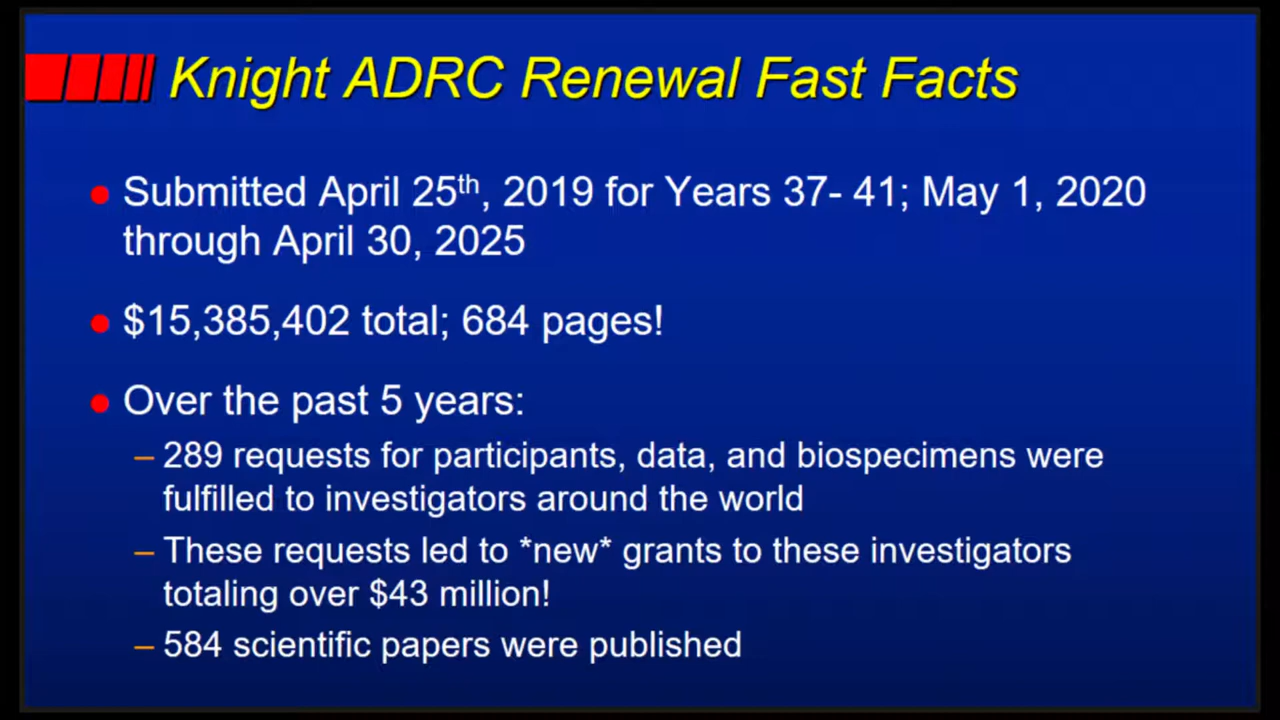 Knight ADRC Renewal Fast Facts
● Submitted April 25th, 2019 for Years 37- 41; May 1, 2020
through April 30, 2025
● $15,385,402 total; 684 pages!
● Over the past 5 years:
– 289 requests for participants, data, and biospecimens were
fulfilled to investigators around the world
– These requests led to *new* grants to these investigators
totaling over $43 million!
– 584 scientific papers were published